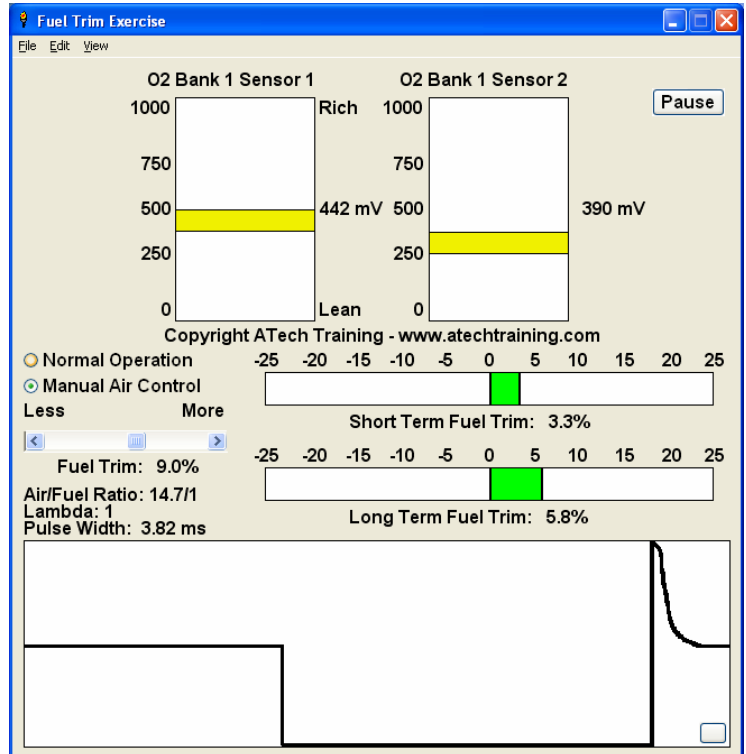 Fuel Trim Exercise
File Edit View
O2 Bank 1 Sensor 1 O2 Bank 1 Sensor 2
Pause
1000 Rich 1000
750 750
500 442 mV 500 390 mV
250 250
0 Lean 0
Copyright ATech Training - www.atechtraining.com
Normal Operation
-25 -20 -15 -10 -5 0 5 10 15 20 25
Manual Air Control
Less More
Short Term Fuel Trim: 3.3%
Fuel Trim: 9.0%
-25 -20 -15 -10 -5 0 5 10 15 20 25
Air/Fuel Ratio: 14.7/1
Lambda: 1
Pulse Width: 3.82 ms
Long Term Fuel Trim: 5.8%